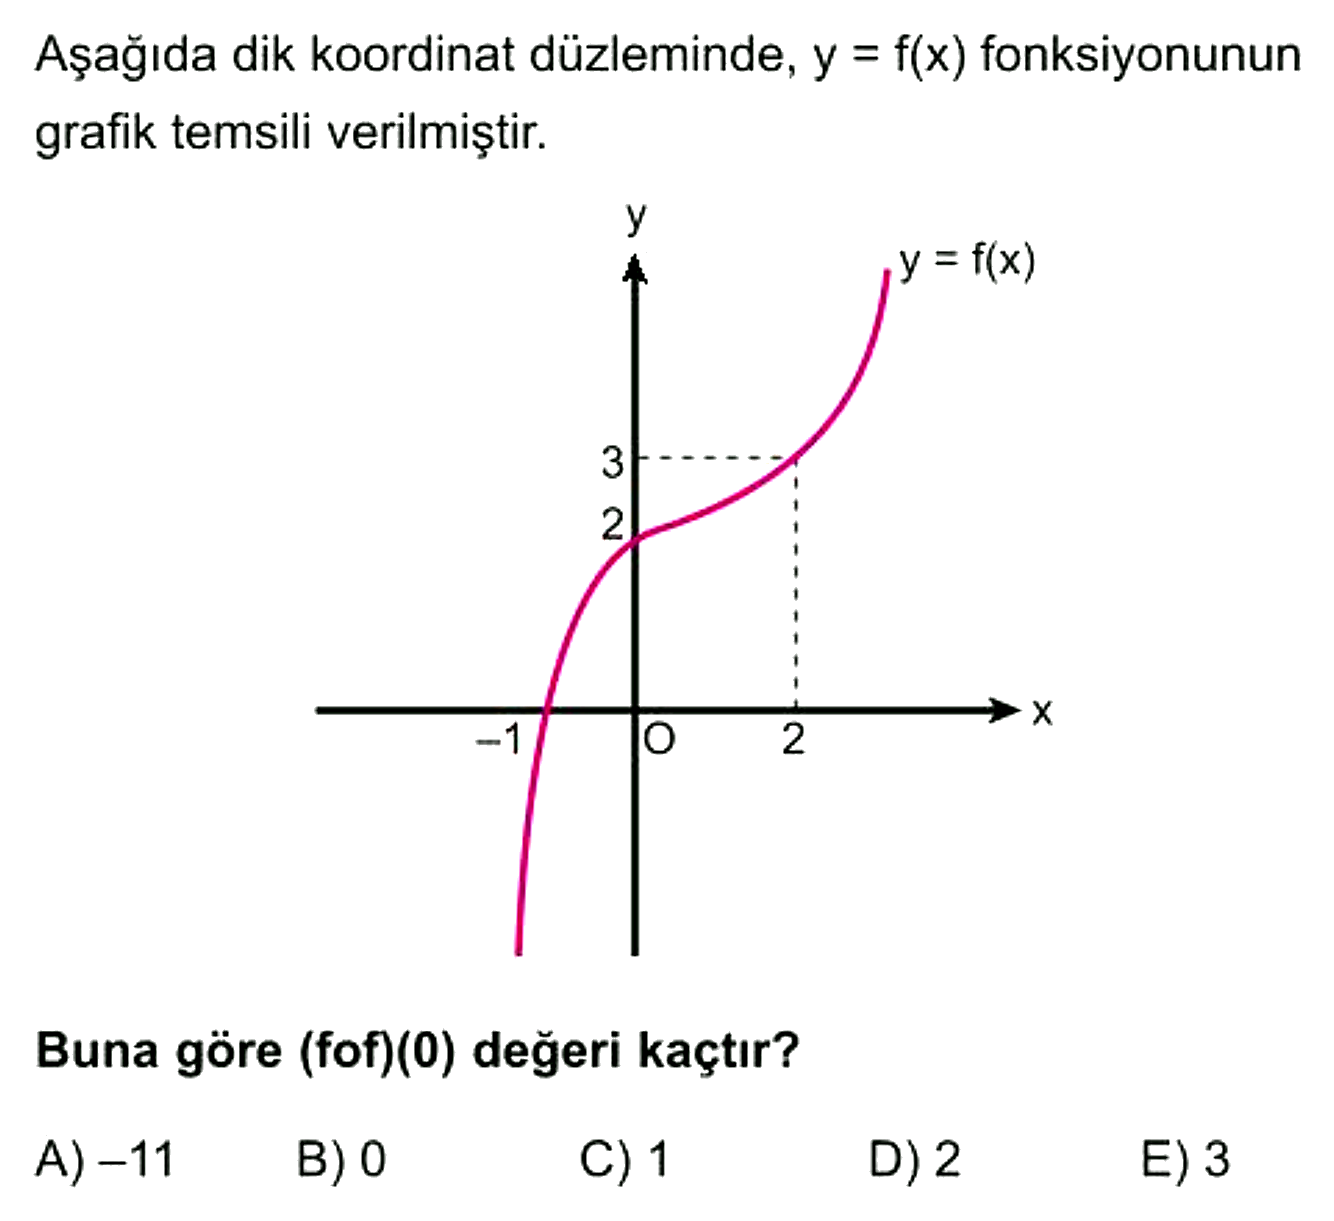 Aşağıda dik koordinat düzleminde, y = f(x) fonksiyonunun
grafik temsili verilmiştir.
y
y = f(x)
3
2
–1
O
2
x
Buna göre (fof)(0) değeri kaçtır?
A) –11 B) 0 C) 1 D) 2 E) 3